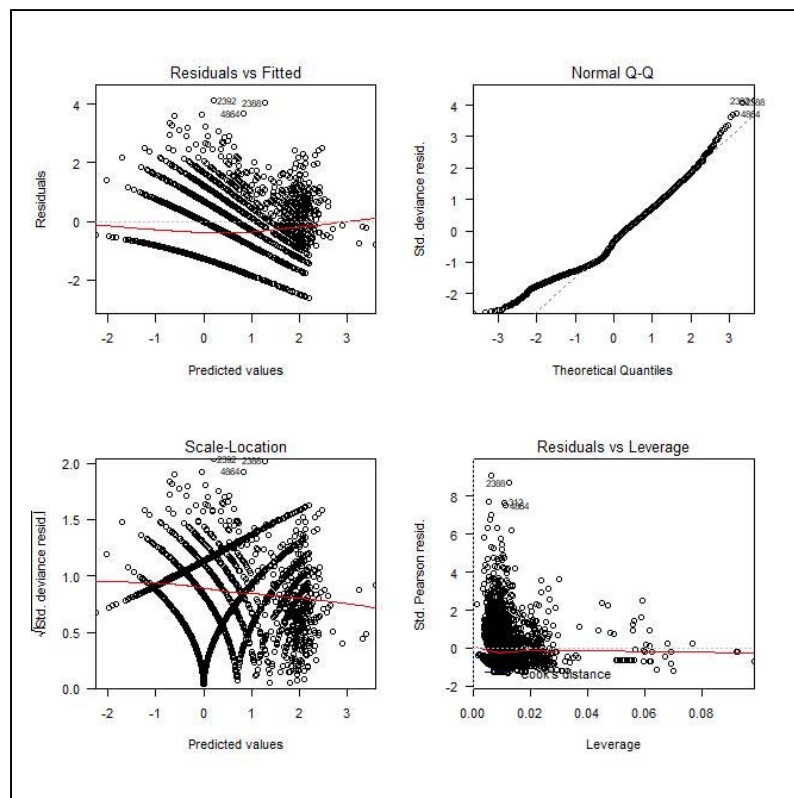 Residuals vs Fitted
Residuals
4
2
0
-2
2392
2388
4864
-2 -1 0 1 2 3
Predicted values
Normal Q-Q
Std. deviance resid.
4
3
2
1
0
-1
-2
4864
-3 -2 -1 0 1 2 3
Theoretical Quantiles
Scale-Location
√|Std. deviance resid.|
2.0
1.5
1.0
0.5
0.0
2392
2388
4864
-2 -1 0 1 2 3
Predicted values
Residuals vs Leverage
Std. Pearson resid.
8
6
4
2
0
-2
2388
4864
Cook's distance
0.00 0.02 0.04 0.06 0.08
Leverage